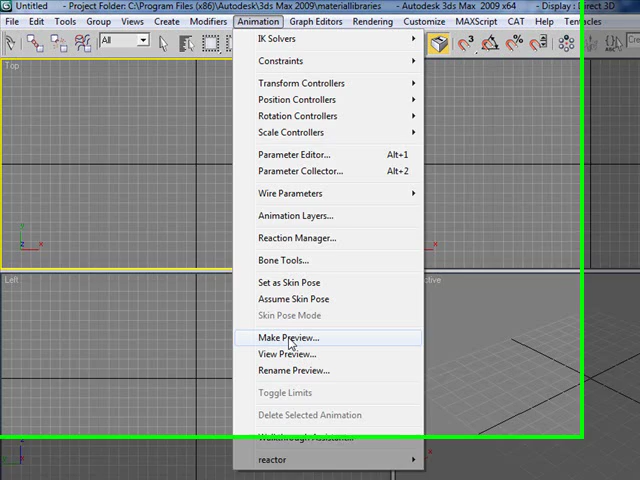 Untitled - Project Folder: C:\Program Files (x86)\Autodesk\3ds Max 2009\materiallibraries - Autodesk 3ds Max 2009 x64 - Display : Direct 3D
File Edit Tools Group Views Create Modifiers Animation Graph Editors Rendering Customize MAXScript CAT Help Tentacles
All
Top
IK Solvers
Constraints
Transform Controllers
Position Controllers
Rotation Controllers
Scale Controllers
Parameter Editor... Alt+1
Parameter Collector... Alt+2
Wire Parameters
Animation Layers...
Reaction Manager...
Bone Tools...
Left
Set as Skin Pose
Assume Skin Pose
Skin Pose Mode
Make Preview...
View Preview...
Rename Preview...
Toggle Limits
Delete Selected Animation
Walkthrough Assistant...
reactor